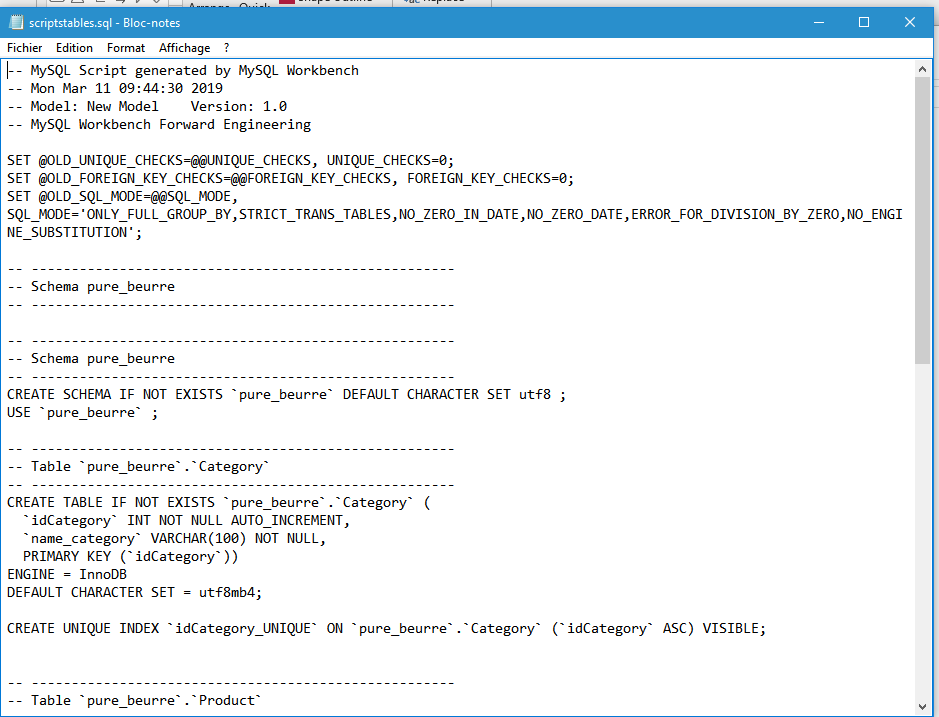 Arrange Quick
Shape Outline
Replace
scriptstables.sql - Bloc-notes
Fichier Edition Format Affichage ?
-- MySQL Script generated by MySQL Workbench
-- Mon Mar 11 09:44:30 2019
-- Model: New Model    Version: 1.0
-- MySQL Workbench Forward Engineering
SET @OLD_UNIQUE_CHECKS=@@UNIQUE_CHECKS, UNIQUE_CHECKS=0;
SET @OLD_FOREIGN_KEY_CHECKS=@@FOREIGN_KEY_CHECKS, FOREIGN_KEY_CHECKS=0;
SET @OLD_SQL_MODE=@@SQL_MODE,
SQL_MODE='ONLY_FULL_GROUP_BY,STRICT_TRANS_TABLES,NO_ZERO_IN_DATE,NO_ZERO_DATE,ERROR_FOR_DIVISION_BY_ZERO,NO_ENGI
NE_SUBSTITUTION';
-- -----------------------------------------------------
-- Schema pure_beurre
-- -----------------------------------------------------
-- -----------------------------------------------------
-- Schema pure_beurre
-- -----------------------------------------------------
CREATE SCHEMA IF NOT EXISTS `pure_beurre` DEFAULT CHARACTER SET utf8 ;
USE `pure_beurre` ;
-- -----------------------------------------------------
-- Table `pure_beurre`.`Category`
-- -----------------------------------------------------
CREATE TABLE IF NOT EXISTS `pure_beurre`.`Category` (
  `idCategory` INT NOT NULL AUTO_INCREMENT,
  `name_category` VARCHAR(100) NOT NULL,
  PRIMARY KEY (`idCategory`))
ENGINE = InnoDB
DEFAULT CHARACTER SET = utf8mb4;
CREATE UNIQUE INDEX `idCategory_UNIQUE` ON `pure_beurre`.`Category` (`idCategory` ASC) VISIBLE;
-- -----------------------------------------------------
-- Table `pure_beurre`.`Product`